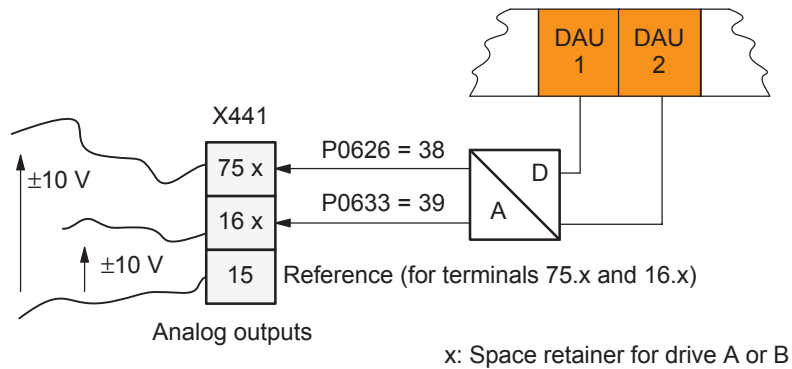 DAU 1
DAU 2
X441
75 x
P0626 = 38
D
±10 V
16 x
P0633 = 39
A
±10 V
15
Reference (for terminals 75.x and 16.x)
Analog outputs
x: Space retainer for drive A or B